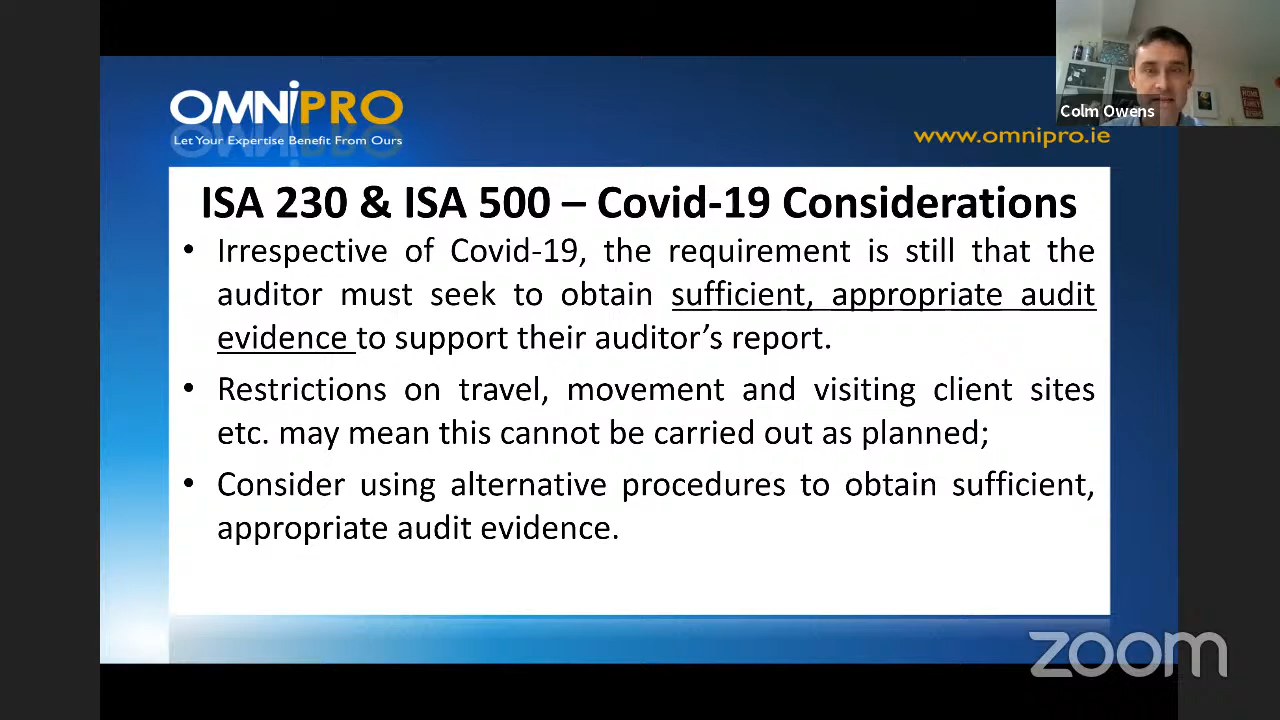 OMNIPRO
Let Your Expertise Benefit From Ours
www.omnipro.ie
Colm Owens
HOME
FAMILY
ISA 230 & ISA 500 – Covid-19 Considerations
• Irrespective of Covid-19, the requirement is still that the
auditor must seek to obtain sufficient, appropriate audit
evidence to support their auditor’s report.
• Restrictions on travel, movement and visiting client sites
etc. may mean this cannot be carried out as planned;
• Consider using alternative procedures to obtain sufficient,
appropriate audit evidence.
zoom